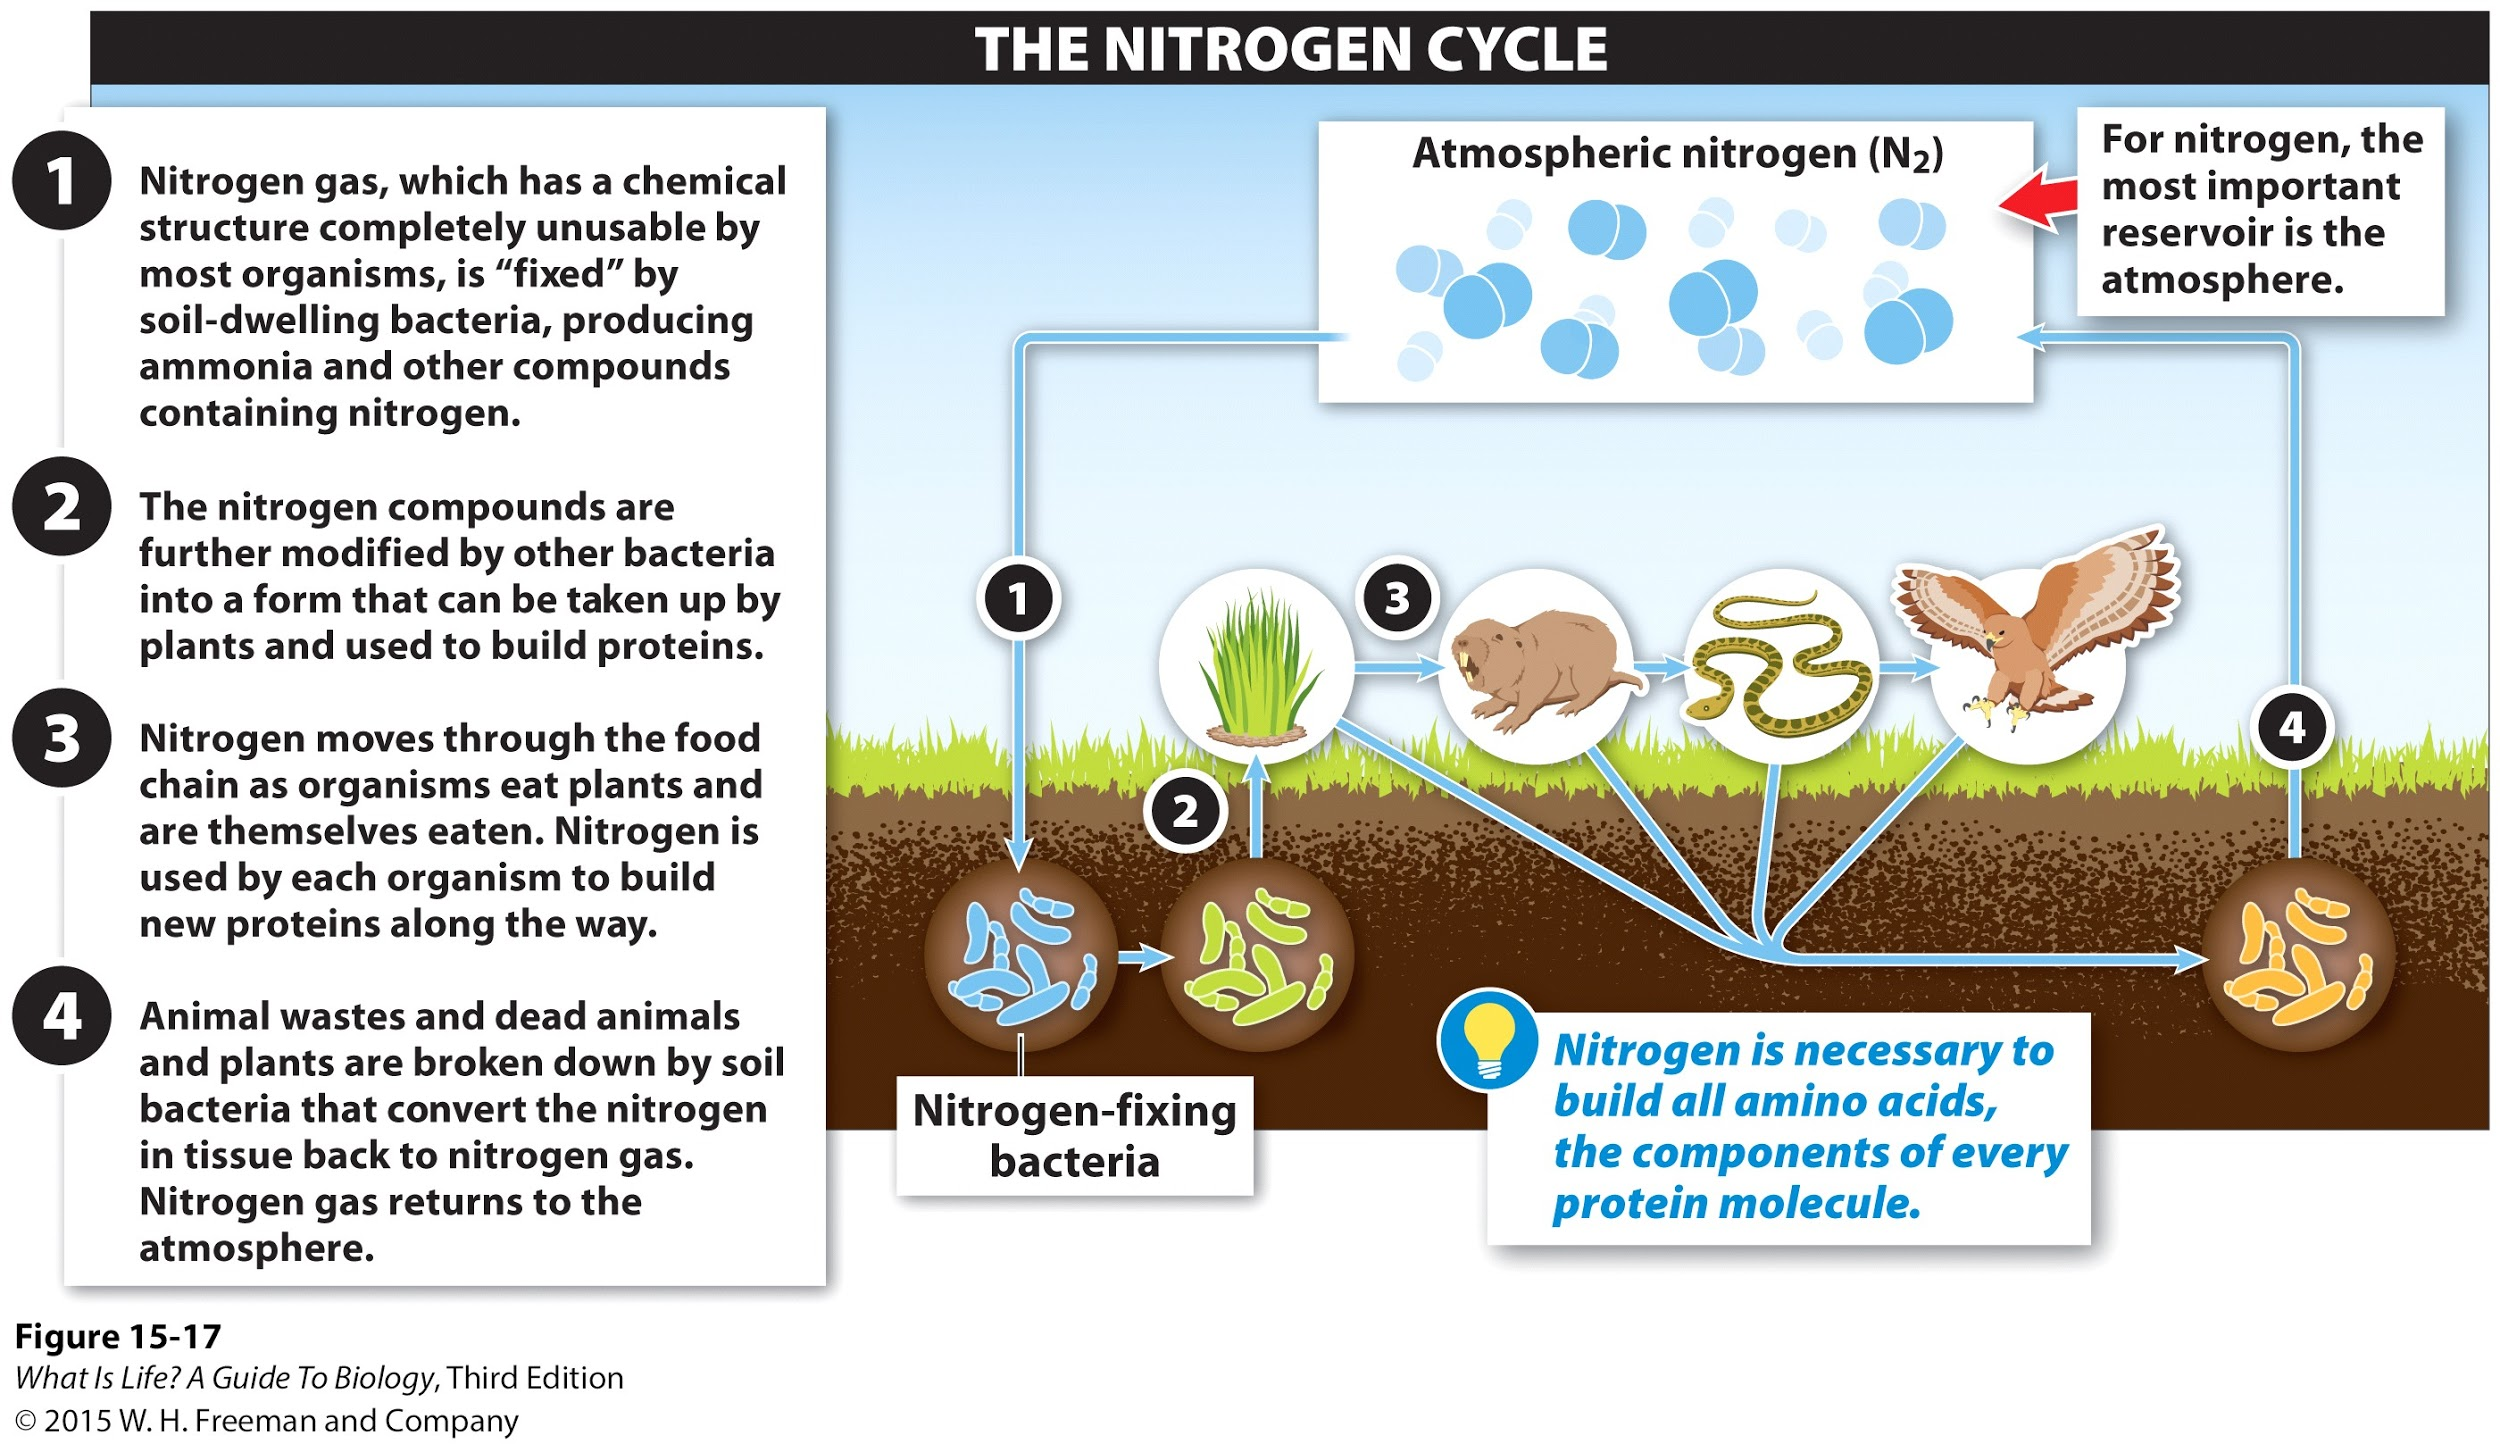 THE NITROGEN CYCLE
1
Nitrogen gas, which has a chemical
structure completely unusable by
most organisms, is “fixed” by
soil-dwelling bacteria, producing
ammonia and other compounds
containing nitrogen.
2
The nitrogen compounds are
further modified by other bacteria
into a form that can be taken up by
plants and used to build proteins.
3
Nitrogen moves through the food
chain as organisms eat plants and
are themselves eaten. Nitrogen is
used by each organism to build
new proteins along the way.
4
Animal wastes and dead animals
and plants are broken down by soil
bacteria that convert the nitrogen
in tissue back to nitrogen gas.
Nitrogen gas returns to the
atmosphere.
Atmospheric nitrogen (N₂)
For nitrogen, the
most important
reservoir is the
atmosphere.
1
3
4
2
Nitrogen-fixing
bacteria
Nitrogen is necessary to
build all amino acids,
the components of every
protein molecule.
Figure 15-17
What Is Life? A Guide To Biology, Third Edition
© 2015 W. H. Freeman and Company